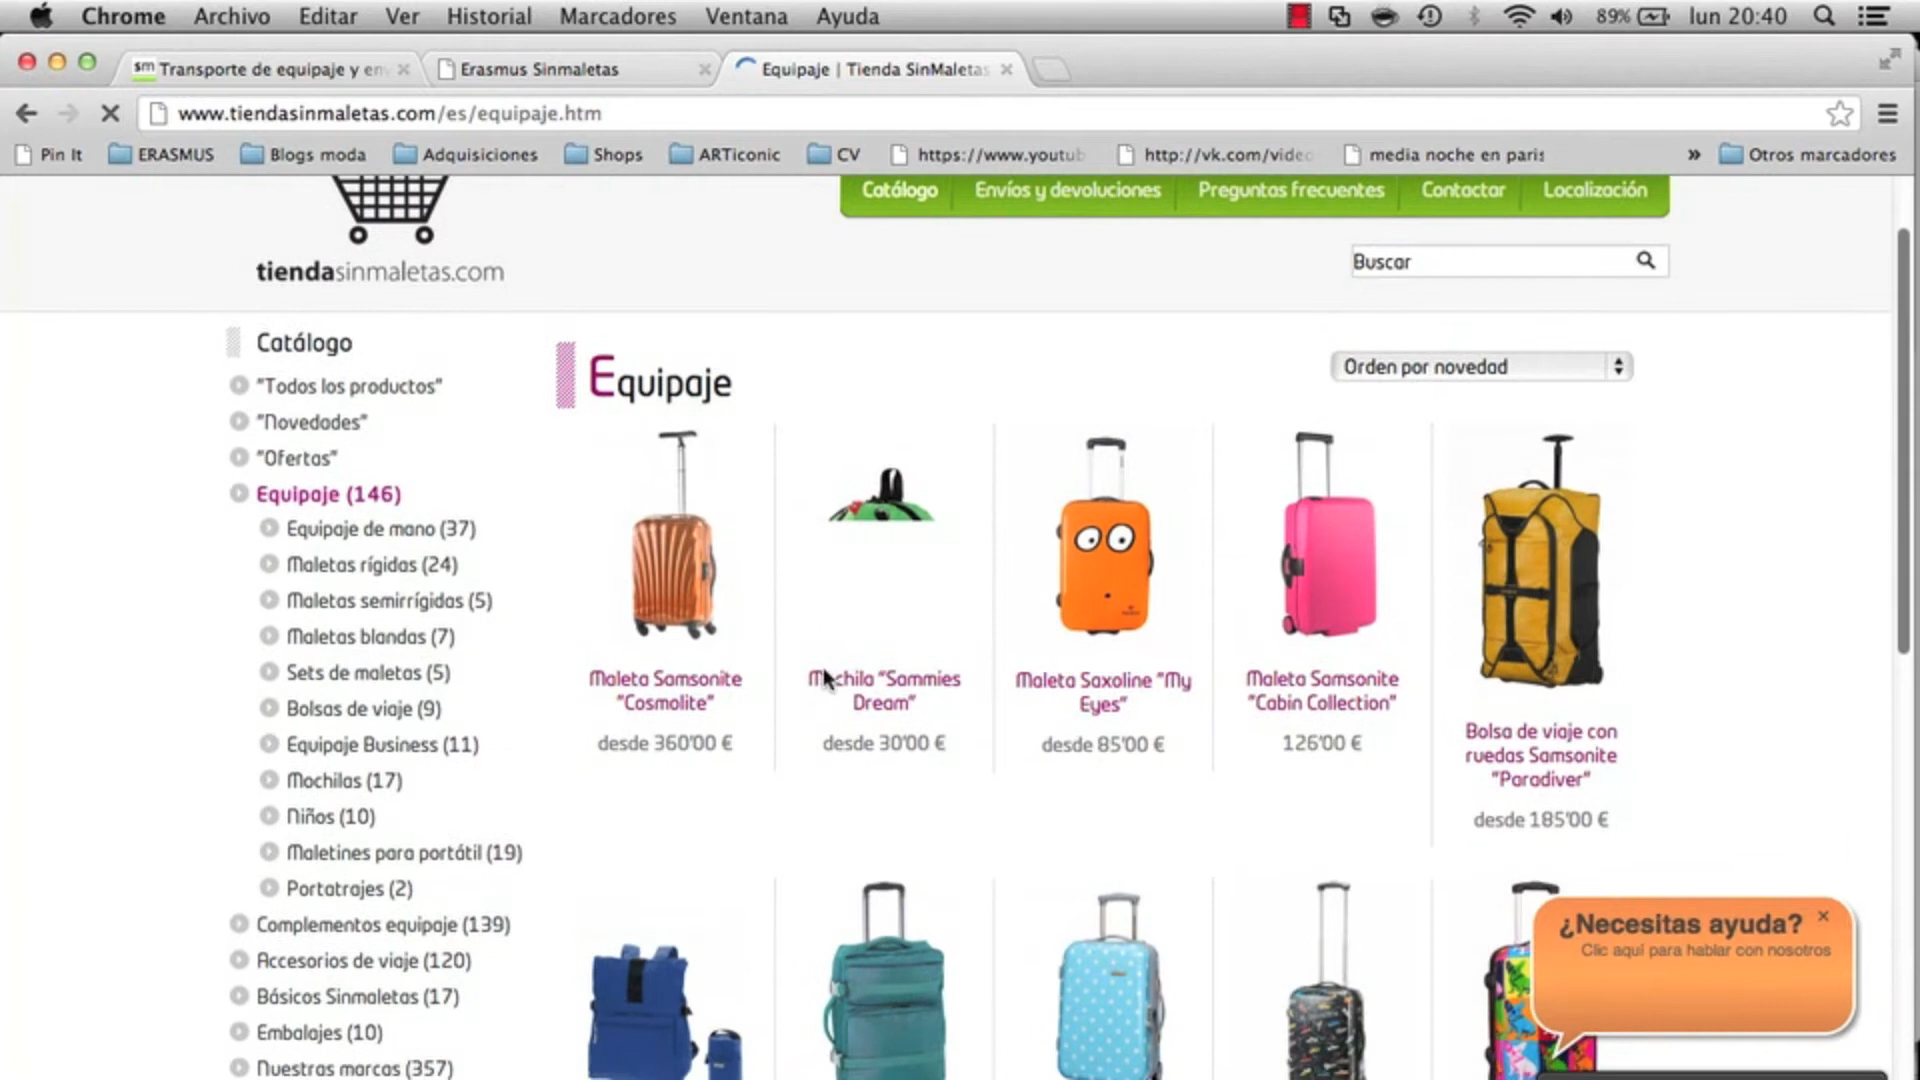 Chrome Archivo Editar Ver Historial Marcadores Ventana Ayuda 89% lun 20:40
sm Transporte de equipaje y en Erasmus Sinmaletas Equipaje | Tienda SinMaletas
www.tiendasinmaletas.com/es/equipaje.htm
Pin It ERASMUS Blogs moda Adquisiciones Shops ARTiconic CV https://www.youtub http://vk.com/video media noche en paris » Otros marcadores
Catálogo Envíos y devoluciones Preguntas frecuentes Contactar Localización
Buscar
tiendasinmaletas.com
Catálogo
"Todos los productos"
"Novedades"
"Ofertas"
Equipaje (146)
Equipaje de mano (37)
Maletas rígidas (24)
Maletas semirrígidas (5)
Maletas blandas (7)
Sets de maletas (5)
Bolsas de viaje (9)
Equipaje Business (11)
Mochilas (17)
Niños (10)
Maletines para portátil (19)
Portatrajes (2)
Complementos equipaje (139)
Accesorios de viaje (120)
Básicos Sinmaletas (17)
Embalajes (10)
Nuestras marcas (357)
Equipaje
Orden por novedad
Maleta Samsonite
"Cosmolite"
desde 360'00 €
Mochila "Sammies
Dream"
desde 30'00 €
Maleta Saxoline "My
Eyes"
desde 85'00 €
Maleta Samsonite
"Cabin Collection"
126'00 €
Bolsa de viaje con
ruedas Samsonite
"Paradiver"
desde 185'00 €
¿Necesitas ayuda?
Clic aquí para hablar con nosotros